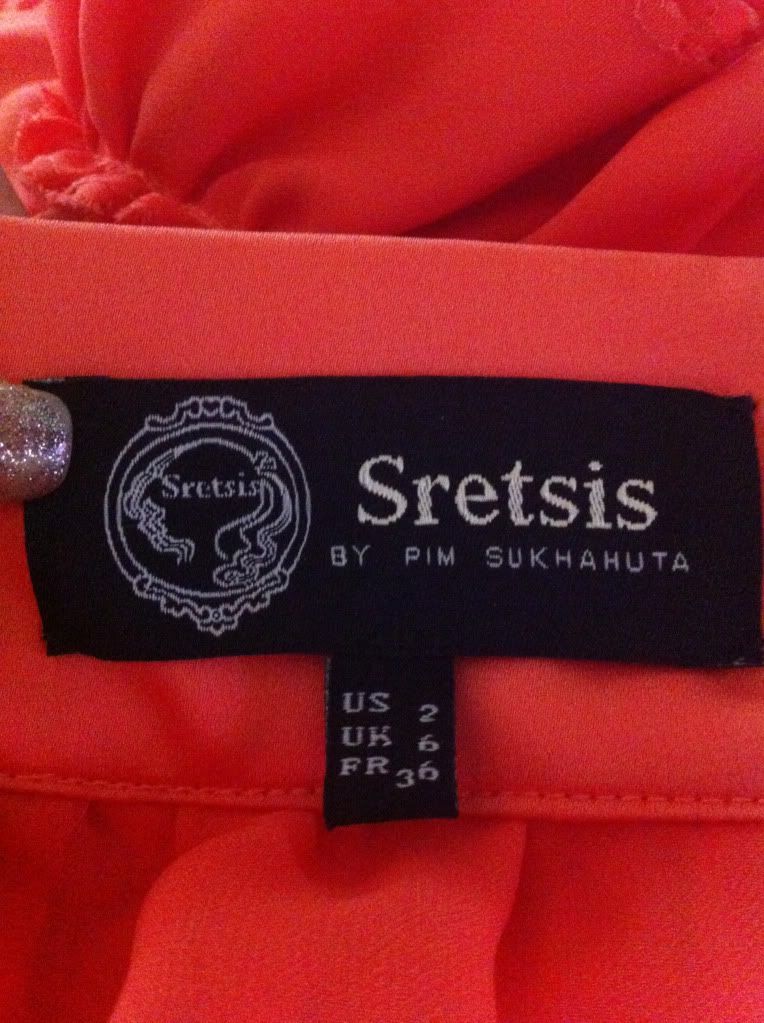 Sretsis
Sretsis
BY PIM SUKHAHUTA
US 2
UK 6
FR 36